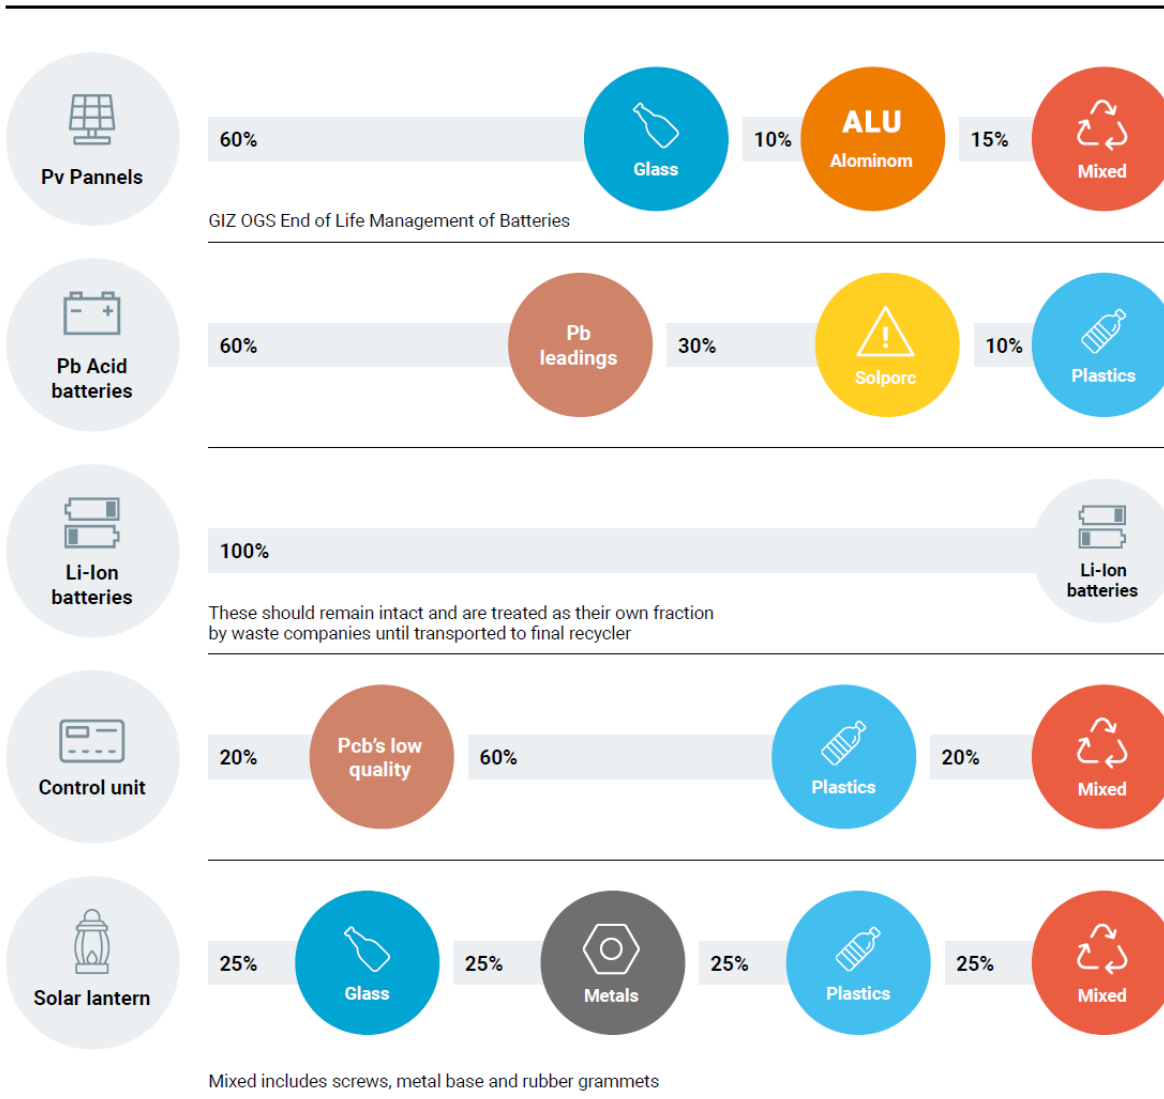 Pv Pannels
60%
Glass
10%
ALU
Alominom
15%
Mixed
GIZ OGS End of Life Management of Batteries
Pb Acid
batteries
60%
Pb
leadings
30%
Solporc
10%
Plastics
Li-Ion
batteries
100%
Li-Ion
batteries
These should remain intact and are treated as their own fraction
by waste companies until transported to final recycler
Control unit
20%
Pcb's low
quality
60%
Plastics
20%
Mixed
Solar lantern
25%
Glass
25%
Metals
25%
Plastics
25%
Mixed
Mixed includes screws, metal base and rubber grammets